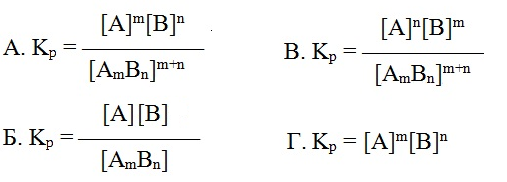 А. Kp = [A]ᵐ[B]ⁿ / [AmBn]ᵐ⁺ⁿ
Б. Kp = [A][B] / [AmBn]
В. Kp = [A]ⁿ[B]ᵐ / [AmBn]ᵐ⁺ⁿ
Г. Kp = [A]ᵐ[B]ⁿ